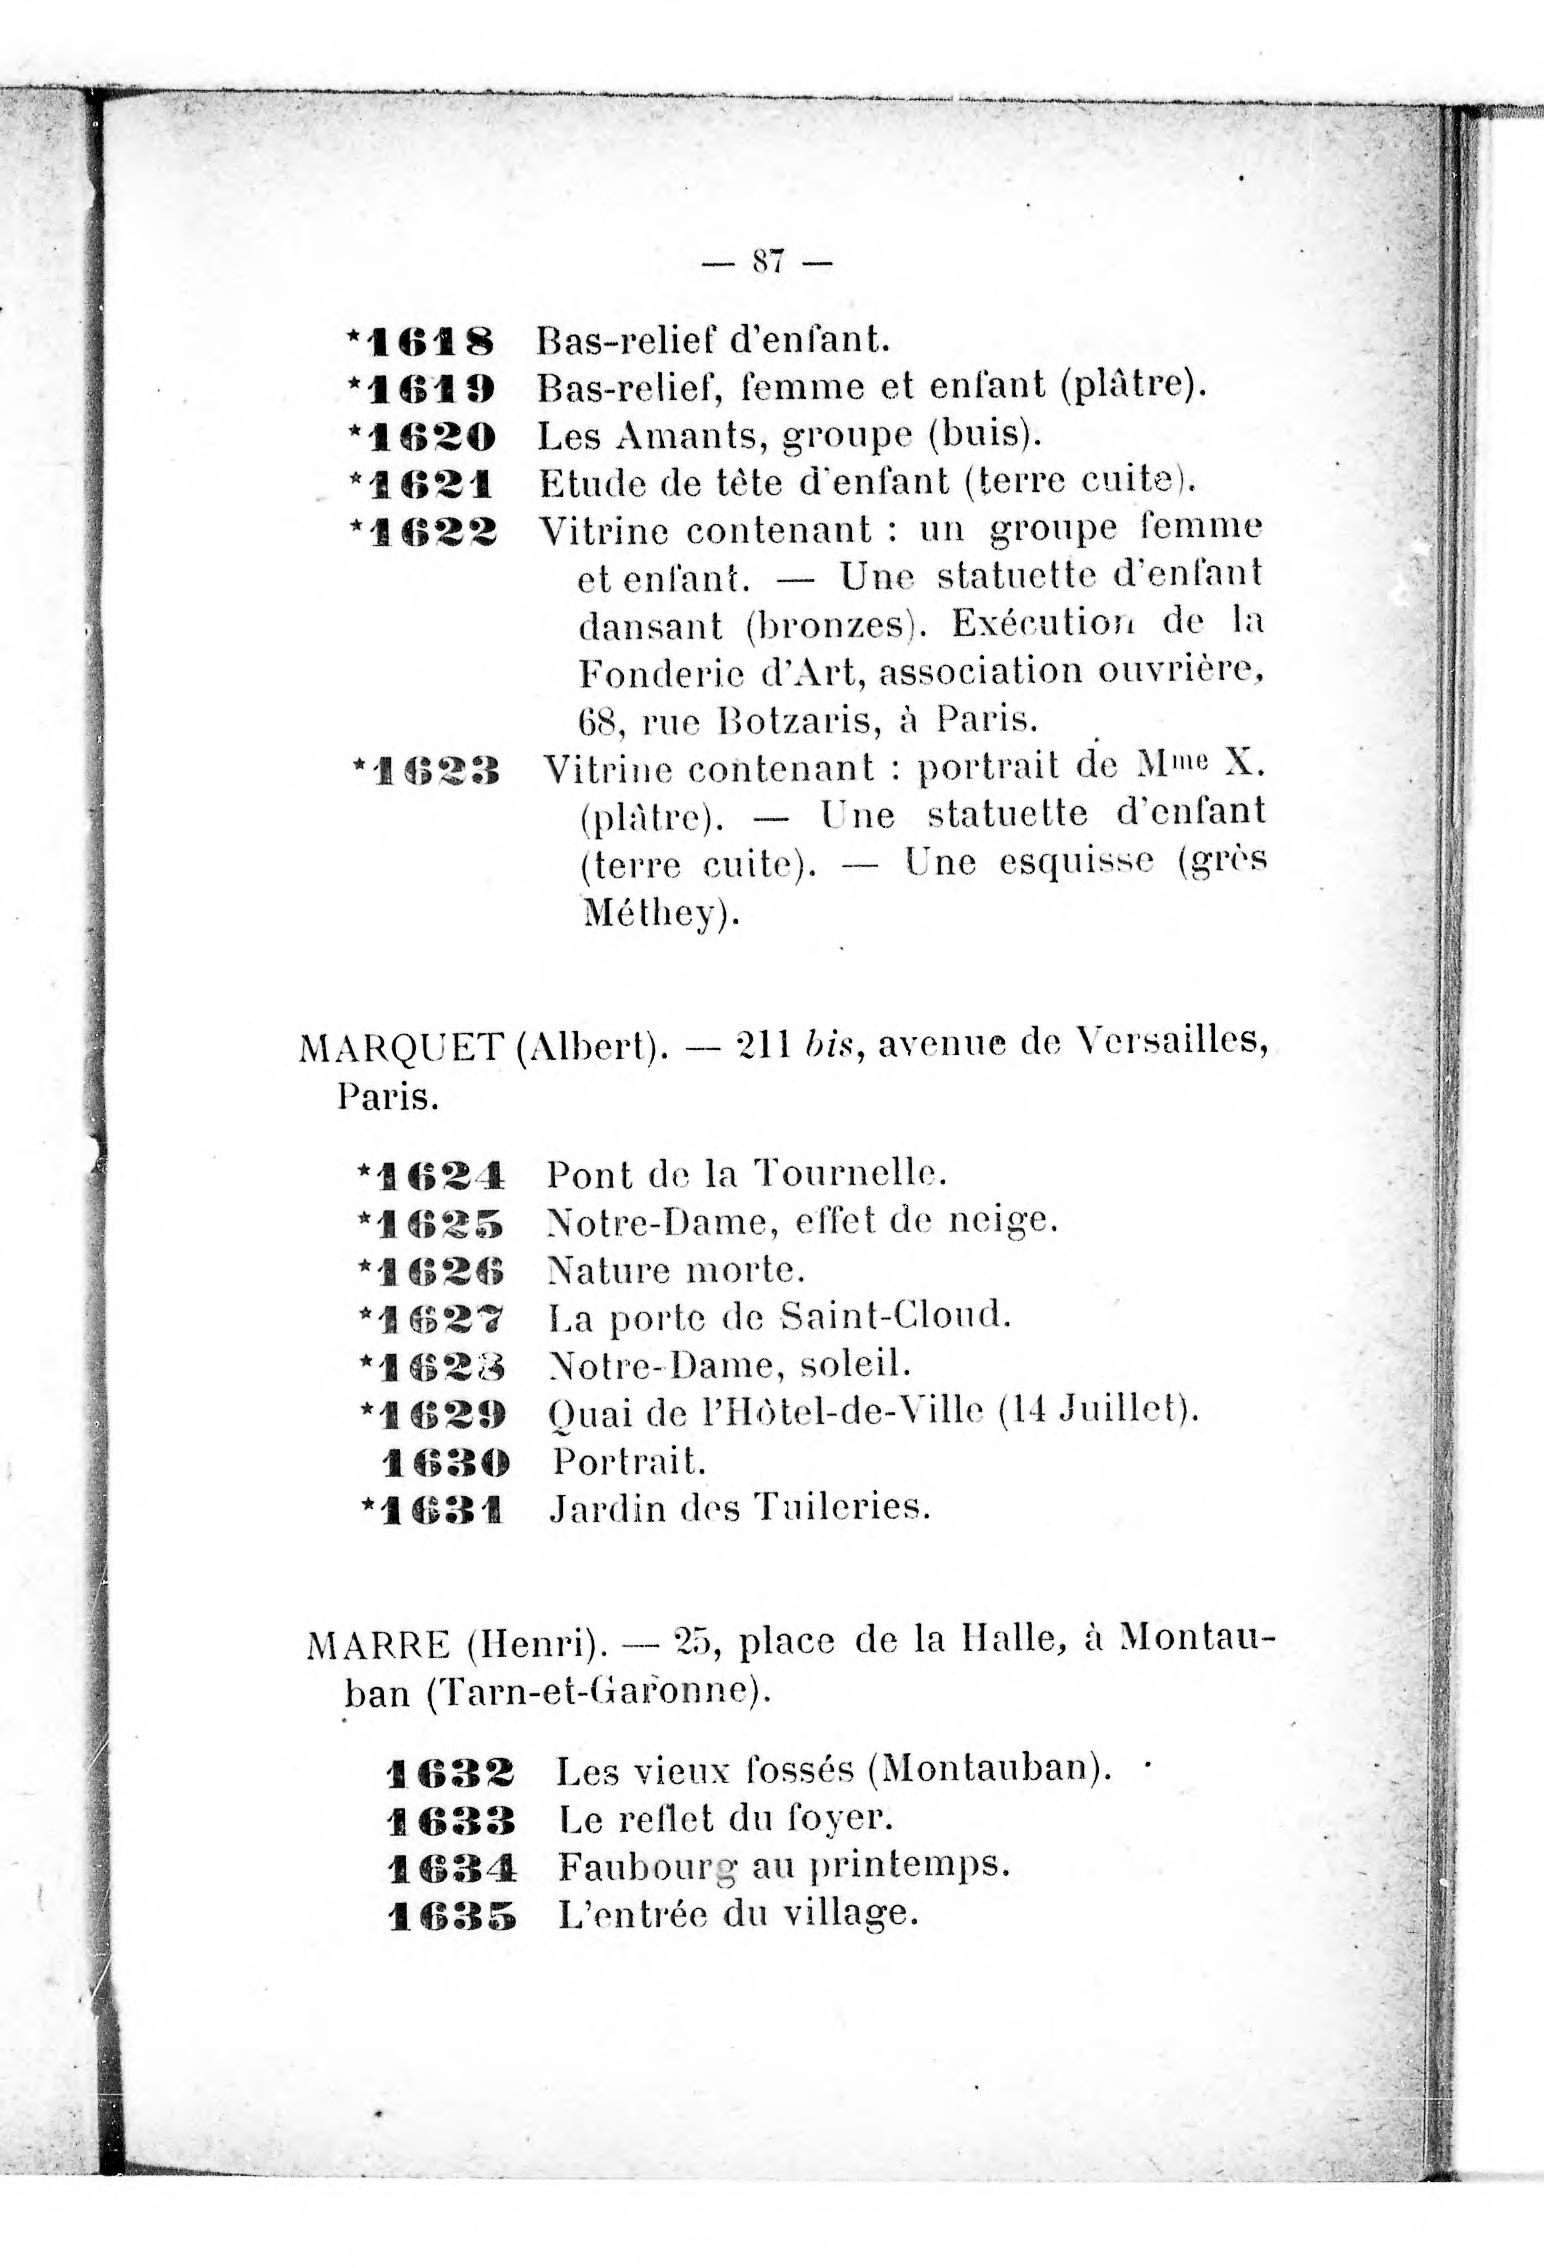 — 87 —
*1618 Bas-relief d'enfant.
*1619 Bas-relief, femme et enfant (plâtre).
*1620 Les Amants, groupe (buis).
*1621 Etude de tête d'enfant (terre cuite).
*1622 Vitrine contenant : un groupe femme
et enfant. — Une statuette d'enfant
dansant (bronzes). Exécution de la
Fonderie d'Art, association ouvrière,
68, rue Botzaris, à Paris.
*1623 Vitrine contenant : portrait de Mme X.
(plâtre). — Une statuette d'enfant
(terre cuite). — Une esquisse (grès
Méthey).
MARQUET (Albert). — 211 bis, avenue de Versailles,
Paris.
*1624 Pont de la Tournelle.
*1625 Notre-Dame, effet de neige.
*1626 Nature morte.
*1627 La porte de Saint-Cloud.
*1628 Notre-Dame, soleil.
*1629 Quai de l'Hôtel-de-Ville (14 Juillet).
1630 Portrait.
*1631 Jardin des Tuileries.
MARRE (Henri). — 25, place de la Halle, à Montau-
ban (Tarn-et-Garonne).
1632 Les vieux fossés (Montauban).
1633 Le reflet du foyer.
1634 Faubourg au printemps.
1635 L'entrée du village.